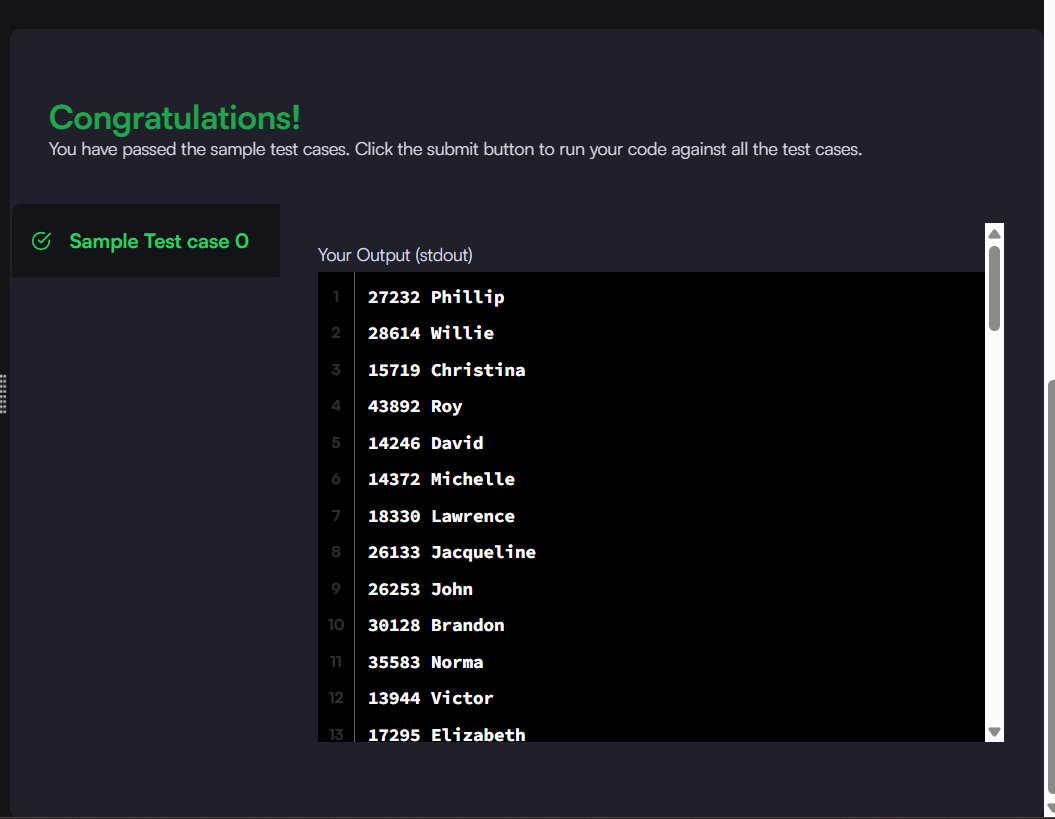 Congratulations!
You have passed the sample test cases. Click the submit button to run your code against all the test cases.
Sample Test case 0
Your Output (stdout)
1 27232 Phillip
2 28614 Willie
3 15719 Christina
4 43892 Roy
5 14246 David
6 14372 Michelle
7 18330 Lawrence
8 26133 Jacqueline
9 26253 John
10 30128 Brandon
11 35583 Norma
12 13944 Victor
13 17295 Elizabeth